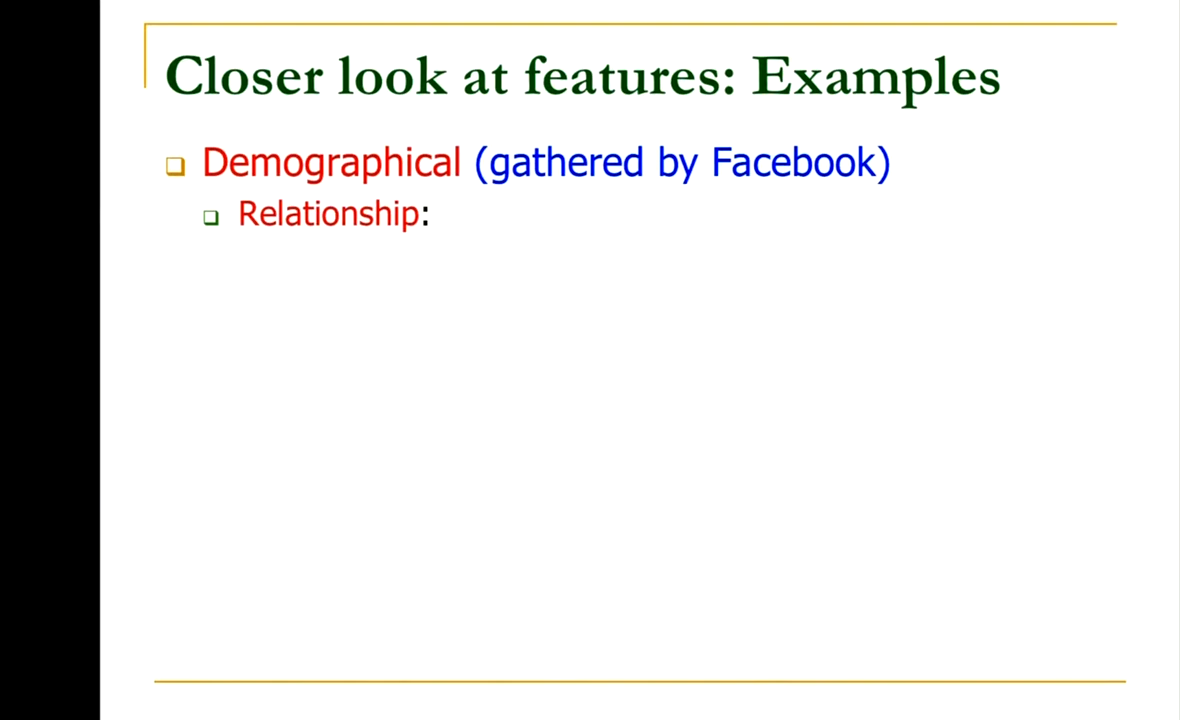 Closer look at features: Examples
Demographical (gathered by Facebook)
Relationship: